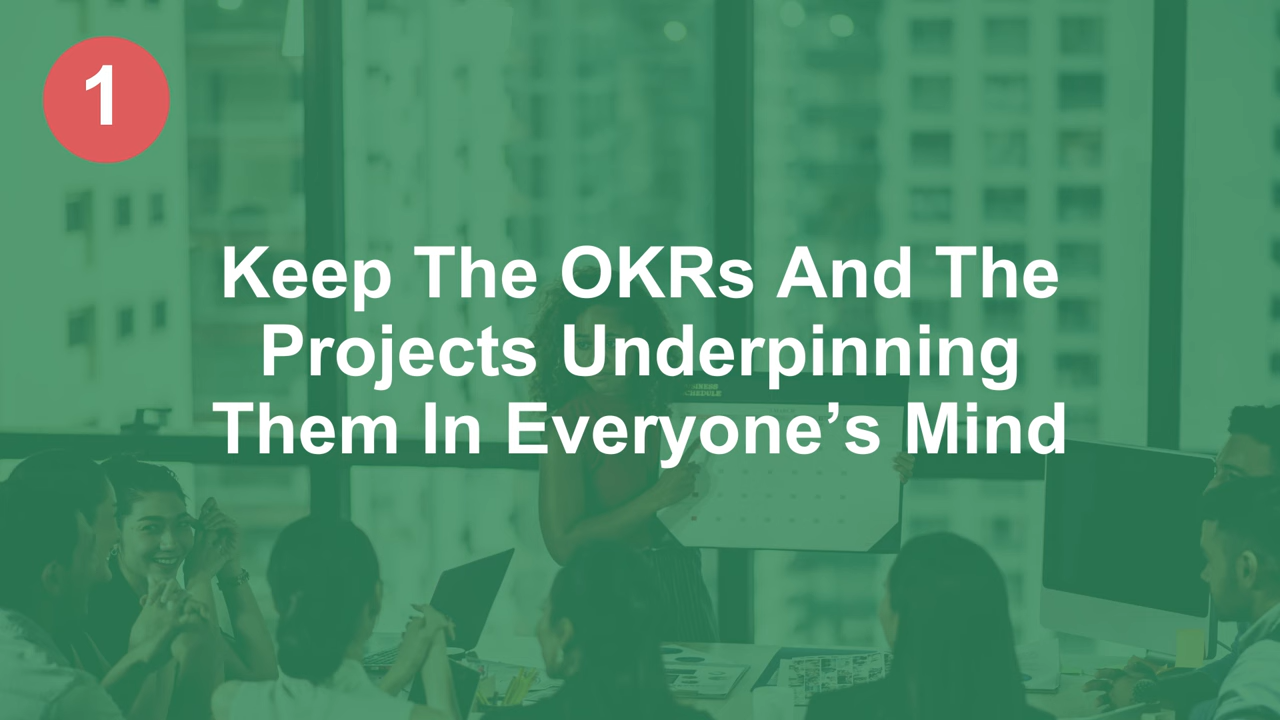 1
Keep The OKRs And The
Projects Underpinning
Them In Everyone’s Mind